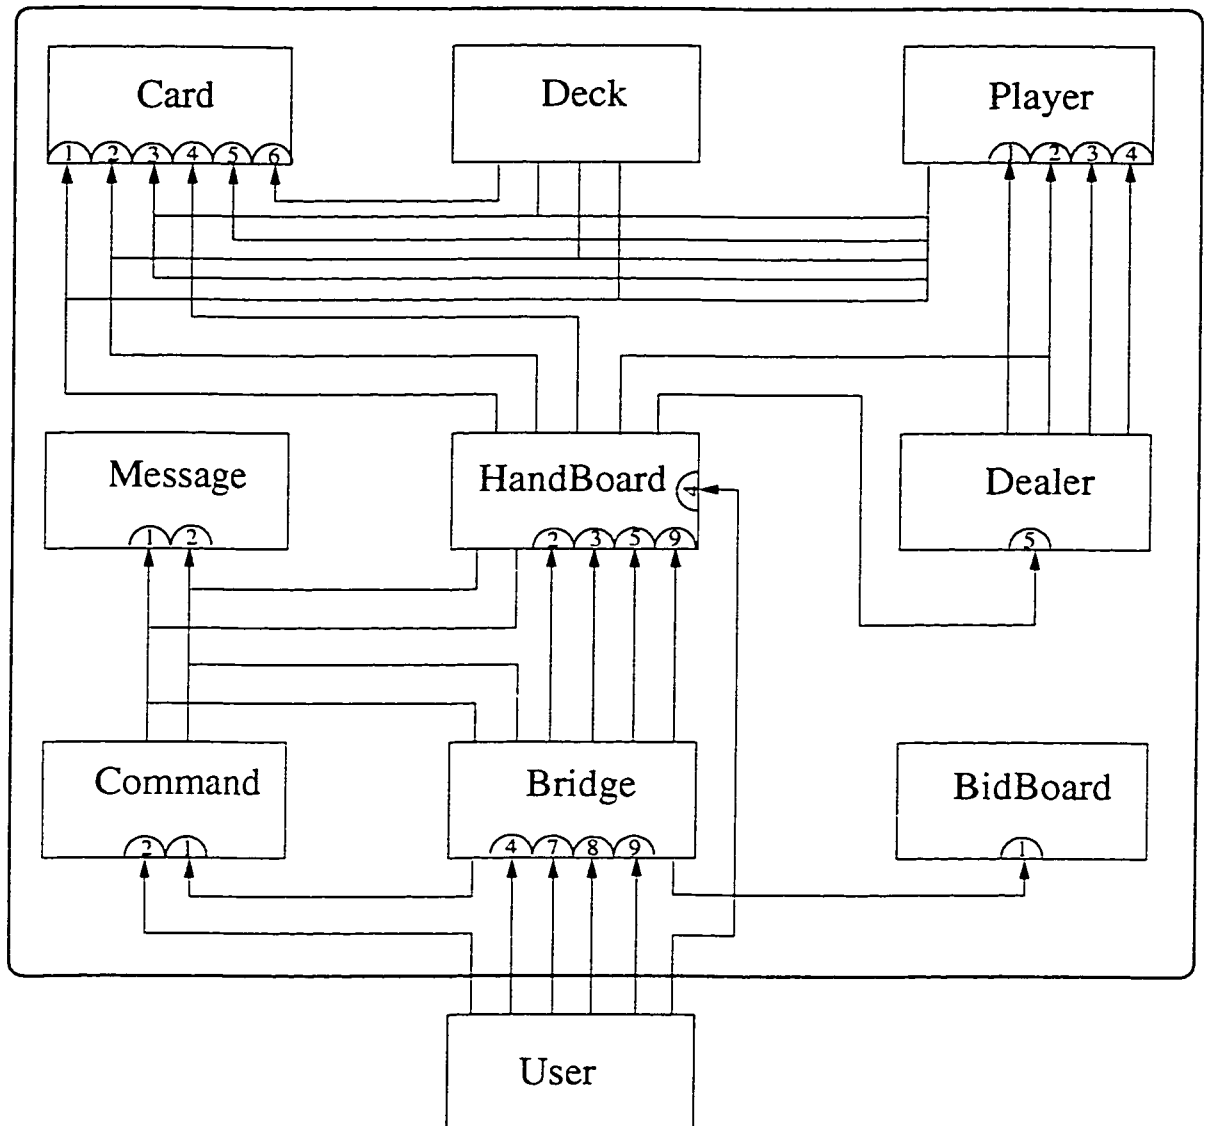 Card Deck Player
1 2 3 4 5 6 1 2 3 4
Message HandBoard Dealer
1
1 2 2 3 5 9 5
Command Bridge BidBoard
2 1 4 7 8 9 1
User